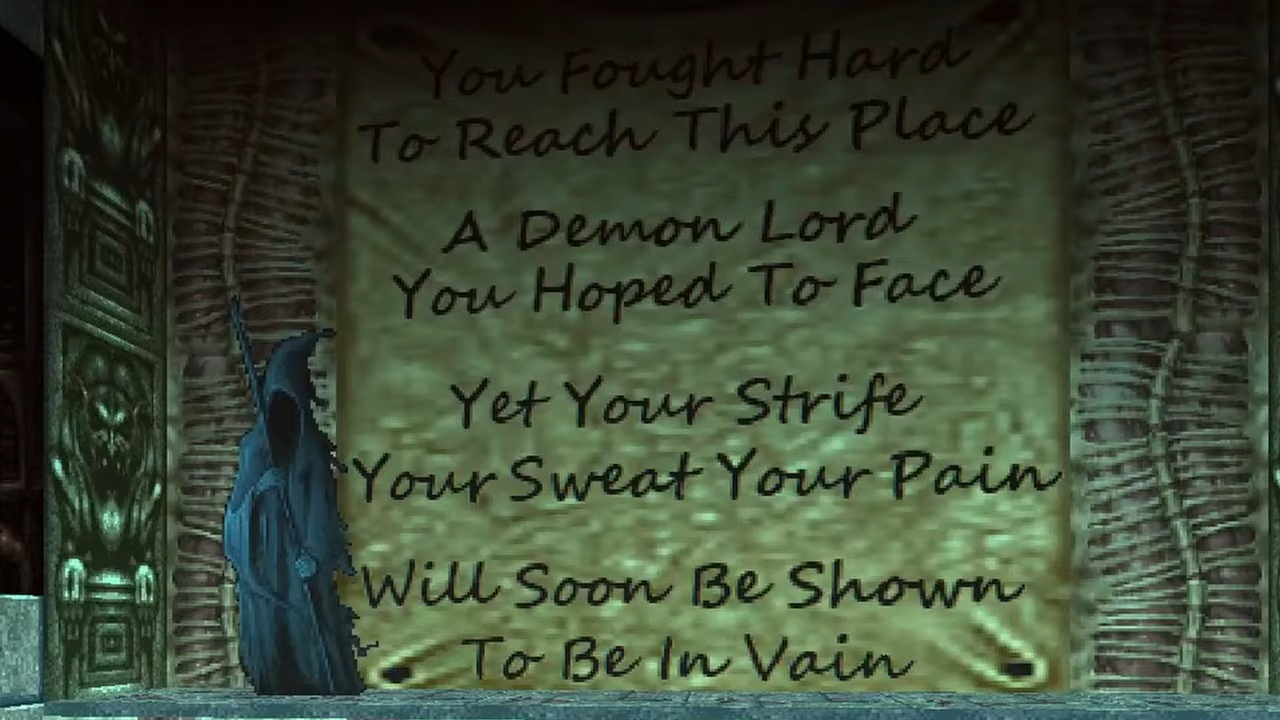 You Fought Hard
To Reach This Place
A Demon Lord
You Hoped To Face
Yet Your Strife
Your Sweat Your Pain
Will Soon Be Shown
To Be In Vain